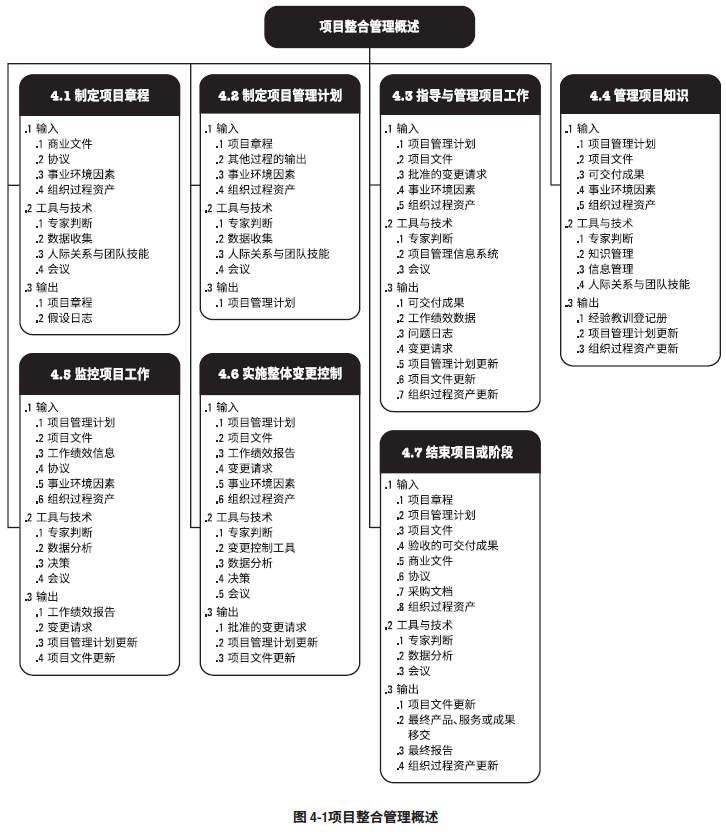 项目整合管理概述
4.1 制定项目章程
.1 输入
.1 商业文件
.2 协议
.3 事业环境因素
.4 组织过程资产
.2 工具与技术
.1 专家判断
.2 数据收集
.3 人际关系与团队技能
.4 会议
.3 输出
.1 项目章程
.2 假设日志
4.2 制定项目管理计划
.1 输入
.1 项目章程
.2 其他过程的输出
.3 事业环境因素
.4 组织过程资产
.2 工具与技术
.1 专家判断
.2 数据收集
.3 人际关系与团队技能
.4 会议
.3 输出
.1 项目管理计划
4.3 指导与管理项目工作
.1 输入
.1 项目管理计划
.2 项目文件
.3 批准的变更请求
.4 事业环境因素
.5 组织过程资产
.2 工具与技术
.1 专家判断
.2 项目管理信息系统
.3 会议
.3 输出
.1 可交付成果
.2 工作绩效数据
.3 问题日志
.4 变更请求
.5 项目管理计划更新
.6 项目文件更新
.7 组织过程资产更新
4.4 管理项目知识
.1 输入
.1 项目管理计划
.2 项目文件
.3 可交付成果
.4 事业环境因素
.5 组织过程资产
.2 工具与技术
.1 专家判断
.2 知识管理
.3 信息管理
.4 人际关系与团队技能
.3 输出
.1 经验教训登记册
.2 项目管理计划更新
.3 组织过程资产更新
4.5 监控项目工作
.1 输入
.1 项目管理计划
.2 项目文件
.3 工作绩效信息
.4 协议
.5 事业环境因素
.6 组织过程资产
.2 工具与技术
.1 专家判断
.2 数据分析
.3 决策
.4 会议
.3 输出
.1 工作绩效报告
.2 变更请求
.3 项目管理计划更新
.4 项目文件更新
4.6 实施整体变更控制
.1 输入
.1 项目管理计划
.2 项目文件
.3 工作绩效报告
.4 变更请求
.5 事业环境因素
.6 组织过程资产
.2 工具与技术
.1 专家判断
.2 变更控制工具
.3 数据分析
.4 决策
.5 会议
.3 输出
.1 批准的变更请求
.2 项目管理计划更新
.3 项目文件更新
4.7 结束项目或阶段
.1 输入
.1 项目章程
.2 项目管理计划
.3 项目文件
.4 验收的可交付成果
.5 商业文件
.6 协议
.7 采购文档
.8 组织过程资产
.2 工具与技术
.1 专家判断
.2 数据分析
.3 会议
.3 输出
.1 项目文件更新
.2 最终产品、服务或成果
移交
.3 最终报告
.4 组织过程资产更新
图 4-1项目整合管理概述